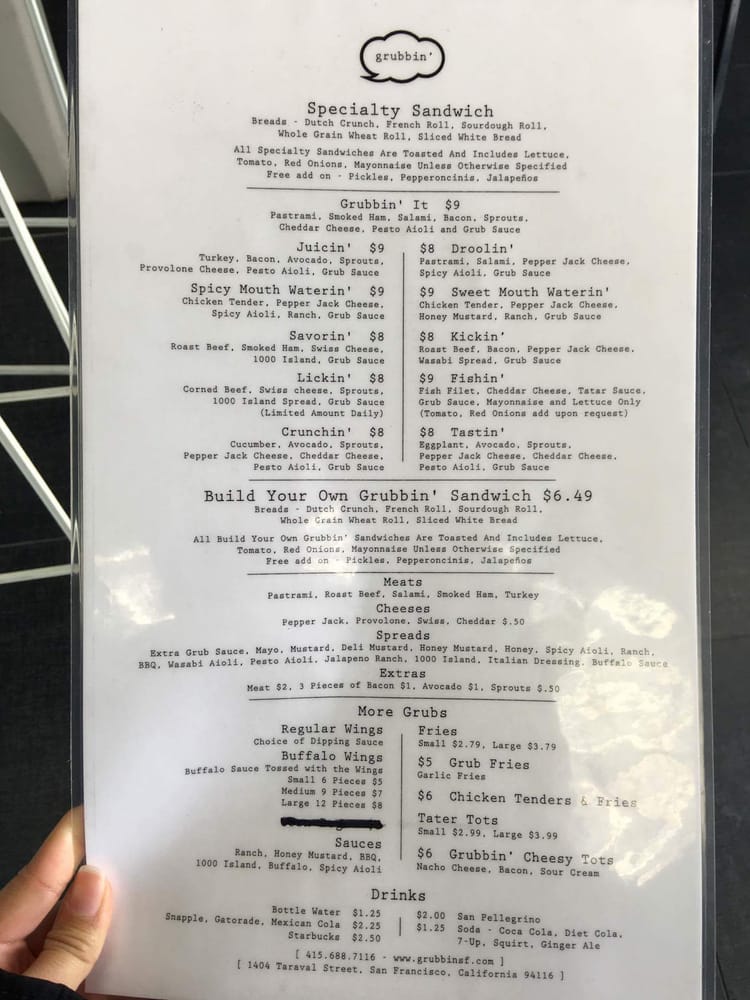 grubbin'
Specialty Sandwich
Breads - Dutch Crunch, French Roll, Sourdough Roll,
Whole Grain Wheat Roll, Sliced White Bread
All Specialty Sandwiches Are Toasted And Includes Lettuce,
Tomato, Red Onions, Mayonnaise Unless Otherwise Specified
Free add on - Pickles, Pepperoncinis, Jalapeños
Grubbin' It $9
Pastrami, Smoked Ham, Salami, Bacon, Sprouts,
Cheddar Cheese, Pesto Aioli and Grub Sauce
Juicin' $9
Turkey, Bacon, Avocado, Sprouts,
Provolone Cheese, Pesto Aioli, Grub Sauce
Spicy Mouth Waterin' $9
Chicken Tender, Pepper Jack Cheese,
Spicy Aioli, Ranch, Grub Sauce
Savorin' $8
Roast Beef, Smoked Ham, Swiss Cheese,
1000 Island, Grub Sauce
Lickin' $8
Corned Beef, Swiss cheese, Sprouts,
1000 Island Spread, Grub Sauce
(Limited Amount Daily)
Crunchin' $8
Cucumber, Avocado, Sprouts,
Pepper Jack Cheese, Cheddar Cheese,
Pesto Aioli, Grub Sauce
$8 Droolin'
Pastrami, Salami, Pepper Jack Cheese,
Spicy Aioli, Grub Sauce
$9 Sweet Mouth Waterin'
Chicken Tender, Pepper Jack Cheese,
Honey Mustard, Ranch, Grub Sauce
$8 Kickin'
Roast Beef, Bacon, Pepper Jack Cheese,
Wasabi Spread, Grub Sauce
$9 Fishin'
Fish Filet, Cheddar Cheese, Tatar Sauce,
Grub Sauce, Mayonnaise and Lettuce Only
(Tomato, Red Onions add upon request)
$8 Tastin'
Eggplant, Avocado, Sprouts,
Pepper Jack Cheese, Cheddar Cheese,
Pesto Aioli, Grub Sauce
Build Your Own Grubbin' Sandwich $6.49
Breads - Dutch Crunch, French Roll, Sourdough Roll,
Whole Grain Wheat Roll, Sliced White Bread
All Build Your Own Grubbin' Sandwiches Are Toasted And Includes Lettuce,
Tomato, Red Onions, Mayonnaise Unless Otherwise Specified
Free add on - Pickles, Pepperoncinis, Jalapeños
Meats
Pastrami, Roast Beef, Salami, Smoked Ham, Turkey
Cheeses
Pepper Jack, Provolone, Swiss, Cheddar $.50
Spreads
Extra Grub Sauce, Mayo, Mustard, Deli Mustard, Honey Mustard, Honey, Spicy Aioli, Ranch,
BBQ, Wasabi Aioli, Pesto Aioli, Jalapeno Ranch, 1000 Island, Italian Dressing, Buffalo Sauce
Extras
Meat $2, 3 Pieces of Bacon $1, Avocado $1, Sprouts $.50
More Grubs
Regular Wings
Choice of Dipping Sauce
Buffalo Wings
Buffalo Sauce Tossed with the Wings
Small 6 Pieces $5
Medium 9 Pieces $7
Large 12 Pieces $8
Sauces
Ranch, Honey Mustard, BBQ,
1000 Island, Buffalo, Spicy Aioli
Fries
Small $2.79, Large $3.79
$5 Grub Fries
Garlic Fries
$6 Chicken Tenders & Fries
Tater Tots
Small $2.99, Large $3.99
$6 Grubbin' Cheesy Tots
Nacho Cheese, Bacon, Sour Cream
Drinks
Bottle Water $1.25
Snapple, Gatorade, Mexican Cola $2.25
Starbucks $2.50
$2.00 San Pellegrino
$1.25 Soda - Coca Cola, Diet Cola,
7-Up, Squirt, Ginger Ale
[ 415.688.7116 - www.grubbinsf.com ]
[ 1404 Taraval Street, San Francisco, California 94116 ]